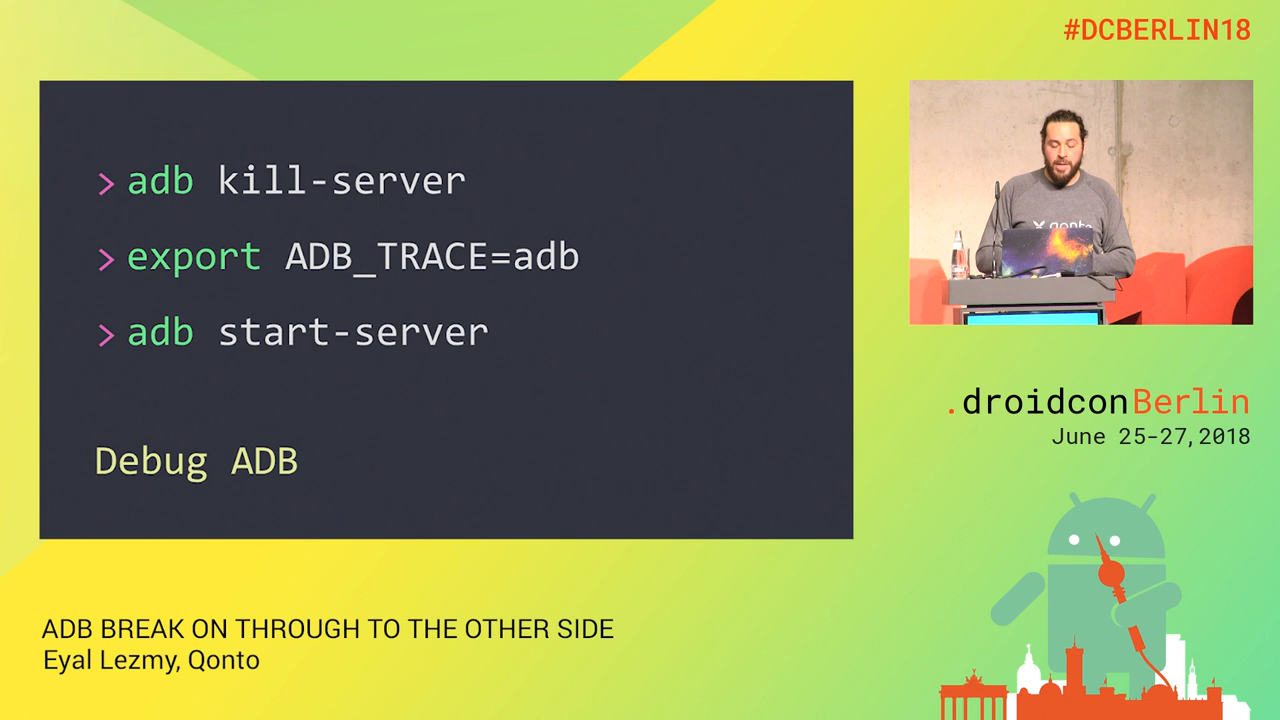 #DCBERLIN18
> adb kill-server
> export ADB_TRACE=adb
> adb start-server
Debug ADB
qonto
.droidconBerlin
June 25-27, 2018
ADB BREAK ON THROUGH TO THE OTHER SIDE
Eyal Lezmy, Qonto